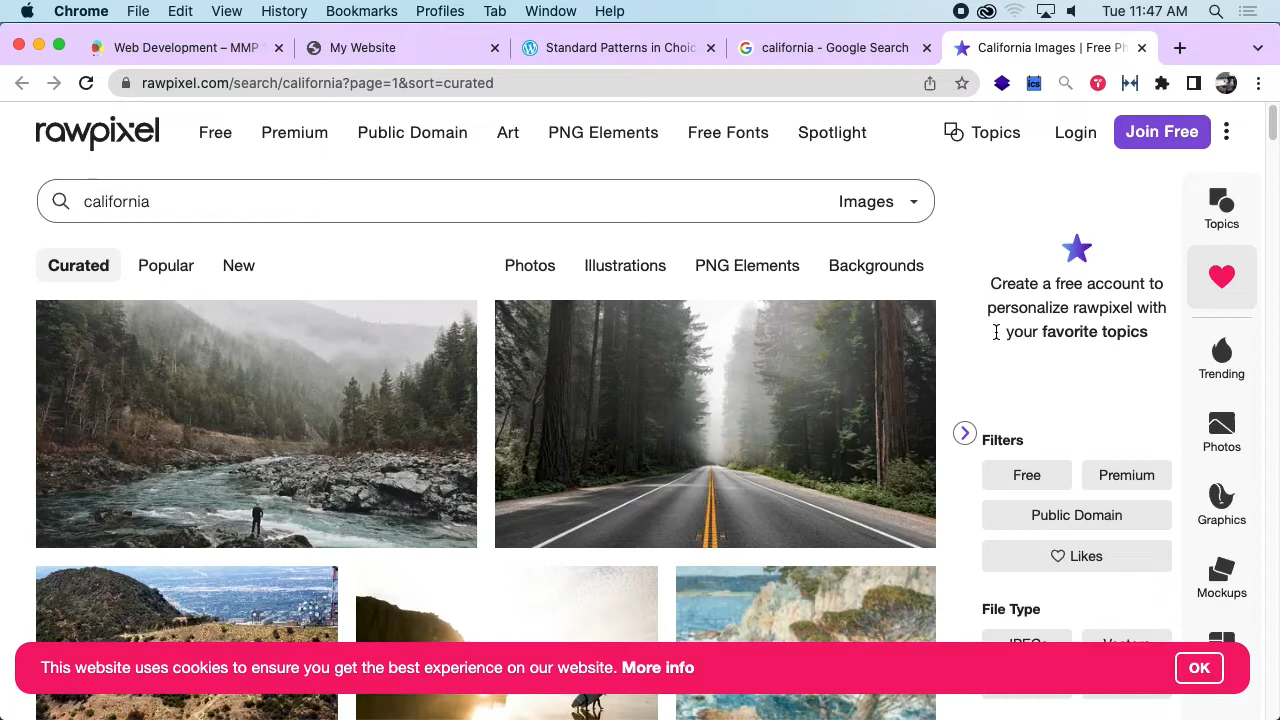 Chrome File Edit View History Bookmarks Profiles Tab Window Help Tue 11:47 AM
Web Development – MMP My Website Standard Patterns in Choic california - Google Search California Images | Free Ph
rawpixel.com/search/california?page=1&sort=curated
rawpixel Free Premium Public Domain Art PNG Elements Free Fonts Spotlight Topics Login Join Free
california Images
Curated Popular New Photos Illustrations PNG Elements Backgrounds
Create a free account to
personalize rawpixel with
your favorite topics
Filters
Free Premium
Public Domain
Likes
File Type
Topics
Trending
Photos
Graphics
Mockups
This website uses cookies to ensure you get the best experience on our website. More info OK